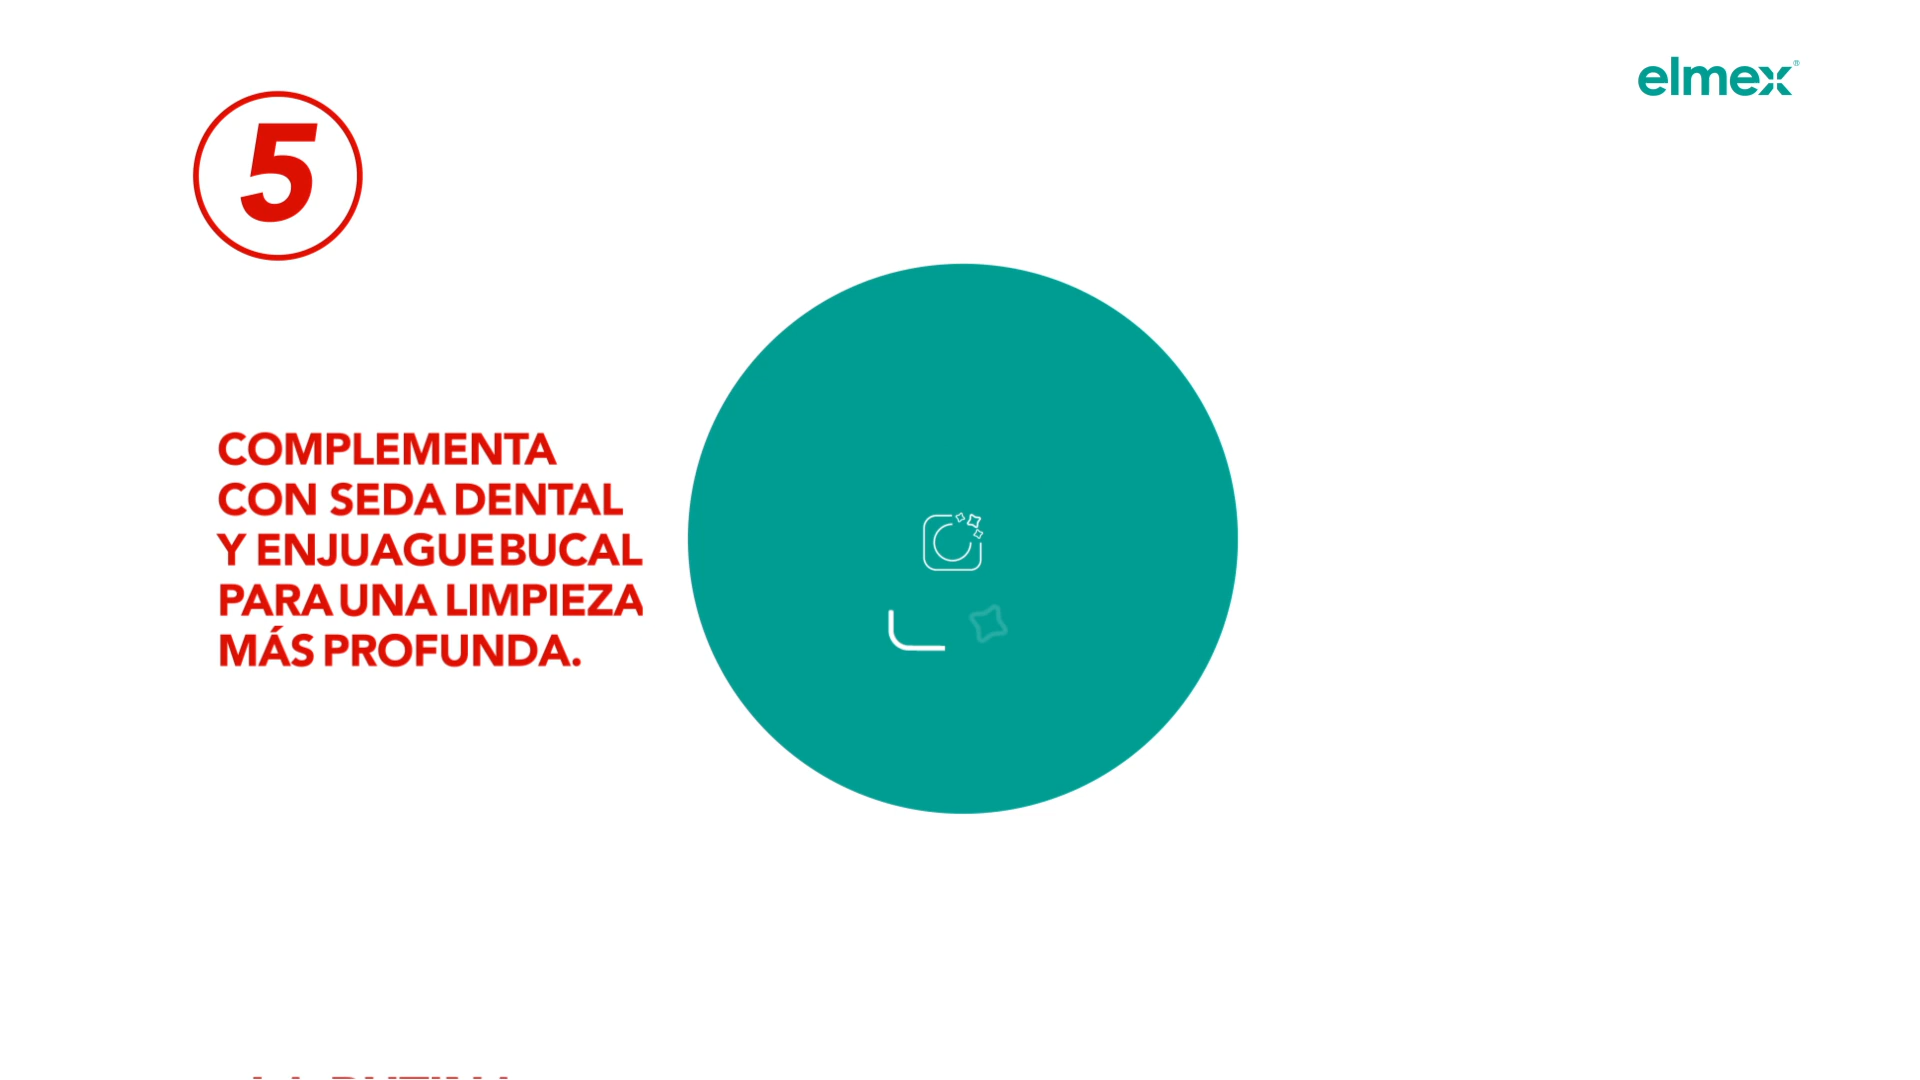 elmex®
5
COMPLEMENTA
CON SEDA DENTAL
Y ENJUAGUE BUCAL
PARA UNA LIMPIEZA
MÁS PROFUNDA.